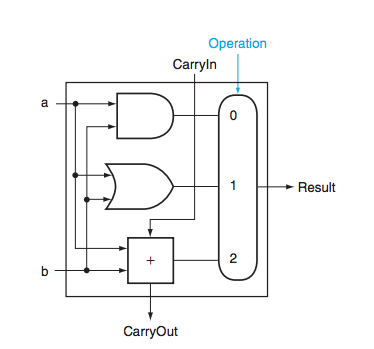 Operation
CarryIn
a
0
1
Result
b
+
2
CarryOut